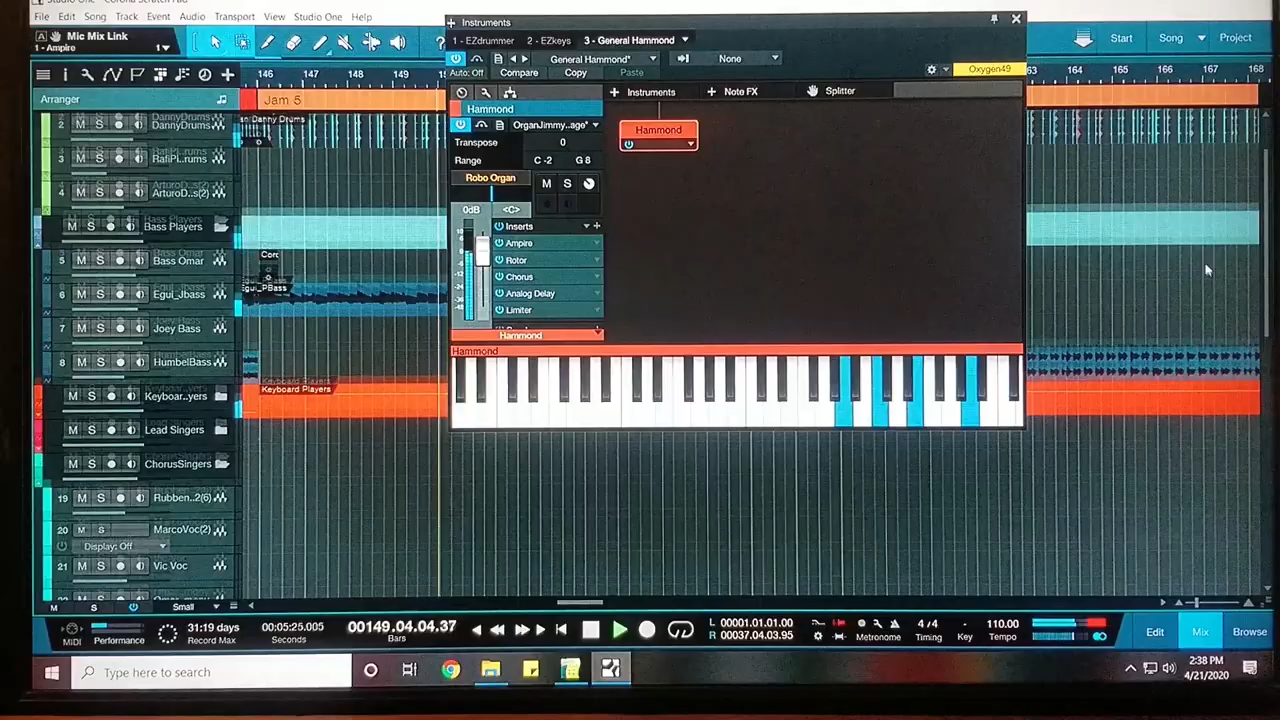 File Edit Song Track Event Audio Transport View Studio One Help
Mic Mix Link
1 - Ampire
Start Song Project
146 147 148 149
164 165 166 167 168
Arranger
Jam 5
2 M S DannyDrums
DannyDrums
3 M S RafiPl..rums
4 M S ArturoD..s(2)
M S Bass Players
5 M S Bass Omar
6 M S Egui_Jbass
Egui_PBass
7 M S Joey Bass
8 M S HumbelBass
M S Keyboar..yers
Keyboard Players
M S Lead Singers
M S ChorusSingers
19 M S Rubben..2(6)
20 M S MarcoVoc(2)
Display: Off
21 M S Vic Voc
M S Small
Instruments
1 - EZdrummer 2 - EZkeys 3 - General Hammond
General Hammond* None
Auto: Off Compare Copy Paste
Oxygen49
Instruments Note FX Splitter
Hammond
OrganJimmy..age*
Transpose 0
Range C -2 G 8
Robo Organ M S
0dB <C>
Inserts
Ampire
Rotor
Chorus
Analog Delay
Limiter
Hammond
Hammond
Hammond
MIDI
Performance
31:19 days
Record Max
00:05:25.005
Seconds
00149.04.04.37
Bars
L 00001.01.01.00
R 00037.04.03.95
Metronome
4 / 4
Timing
Key
110.00
Tempo
Edit Mix Browse
Type here to search
2:38 PM
4/21/2020